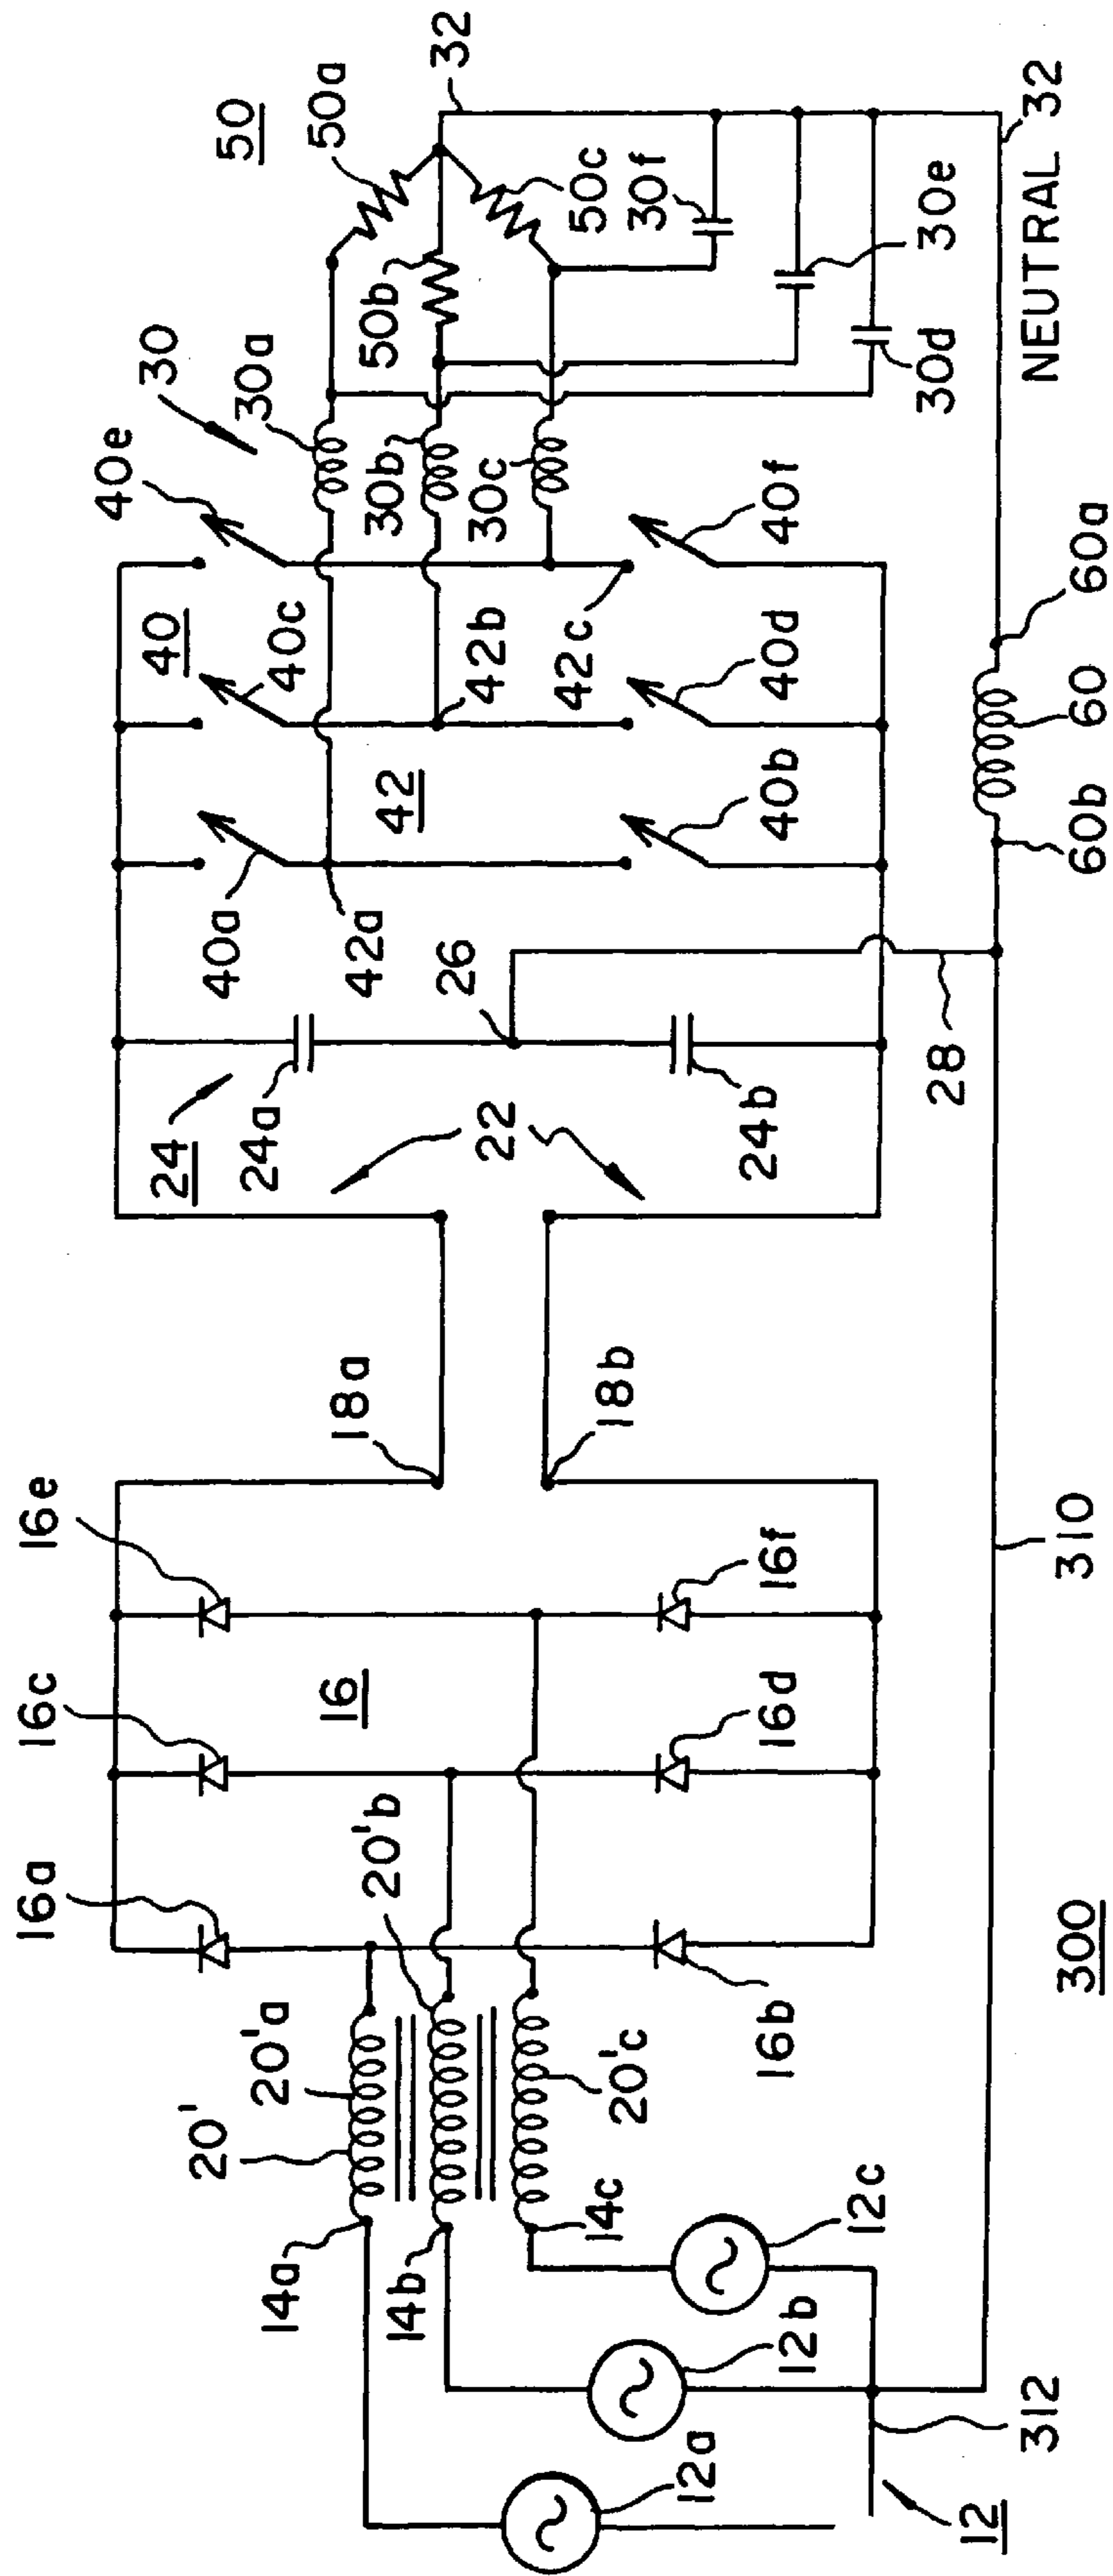 16a
16c
16e
20'
20'a
20'b
20'c
16
14a
14b
14c
16b
16d
16f
18a
18b
12a
12b
12c
12
312
300
310
24
24a
24b
22
26
28
40a
42a
42
40
40c
40e
42b
42c
40b
40d
40f
30
30a
30b
30c
50
50a
50b
50c
30f
30e
30d
32
32
NEUTRAL
60b
60
60a